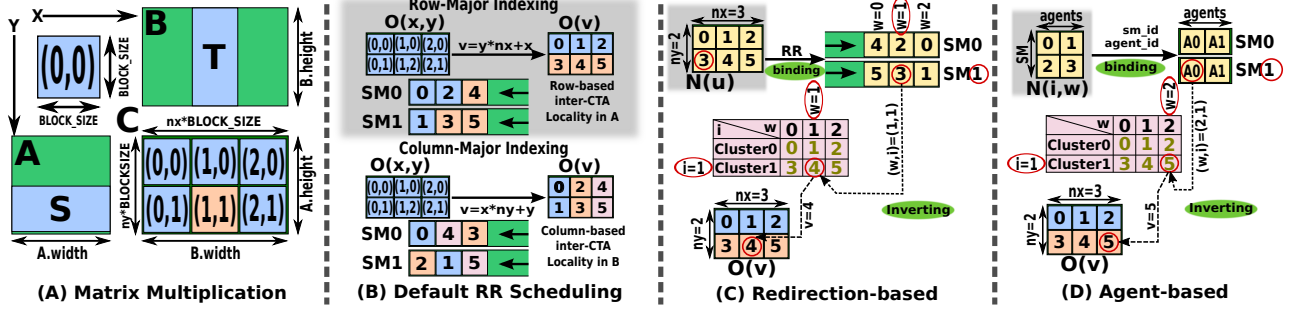 X
Y
(0,0)
BLOCK_SIZE
BLOCK_SIZE
B
T
B.height
A
S
A.width
C
nx*BLOCK_SIZE
ny*BLOCKSIZE
(0,0) (1,0) (2,0)
(0,1) (1,1) (2,1)
A.height
B.width
(A) Matrix Multiplication
Row-Major Indexing
O(x,y)
O(v)
(0,0) (1,0) (2,0)
(0,1) (1,1) (2,1)
v=y*nx+x
0 1 2
3 4 5
SM0 0 2 4
SM1 1 3 5
Row-based
inter-CTA
Locality in A
Column-Major Indexing
O(x,y)
O(v)
(0,0) (1,0) (2,0)
(0,1) (1,2) (2,1)
v=x*ny+y
0 2 4
1 3 5
SM0 0 4 3
SM1 2 1 5
Column-based
inter-CTA
Locality in B
(B) Default RR Scheduling
nx=3
ny=2
0 1 2
3 4 5
N(u)
RR
binding
w=0
w=1
w=2
4 2 0 SM0
5 3 1 SM1
w=1
i w 0 1 2
Cluster0 0 1 2
Cluster1 3 4 5
i=1
(w,i)=(1,1)
Inverting
v=4
nx=3
ny=2
0 1 2
3 4 5
O(v)
(C) Redirection-based
agents
SM
0 1
2 3
N(i,w)
sm_id
agent_id
binding
agents
A0 A1 SM0
A0 A1 SM1
w=2
i w 0 1 2
Cluster0 0 1 2
Cluster1 3 4 5
i=1
(w,i)=(2,1)
Inverting
v=5
nx=3
ny=2
0 1 2
3 4 5
O(v)
(D) Agent-based